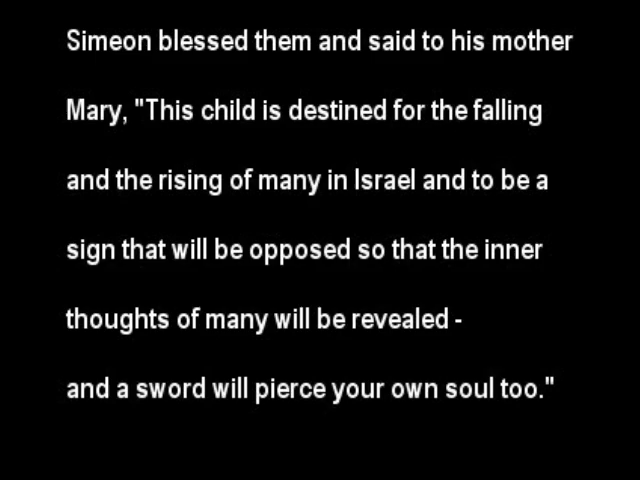 Simeon blessed them and said to his mother
Mary, "This child is destined for the falling
and the rising of many in Israel and to be a
sign that will be opposed so that the inner
thoughts of many will be revealed -
and a sword will pierce your own soul too."